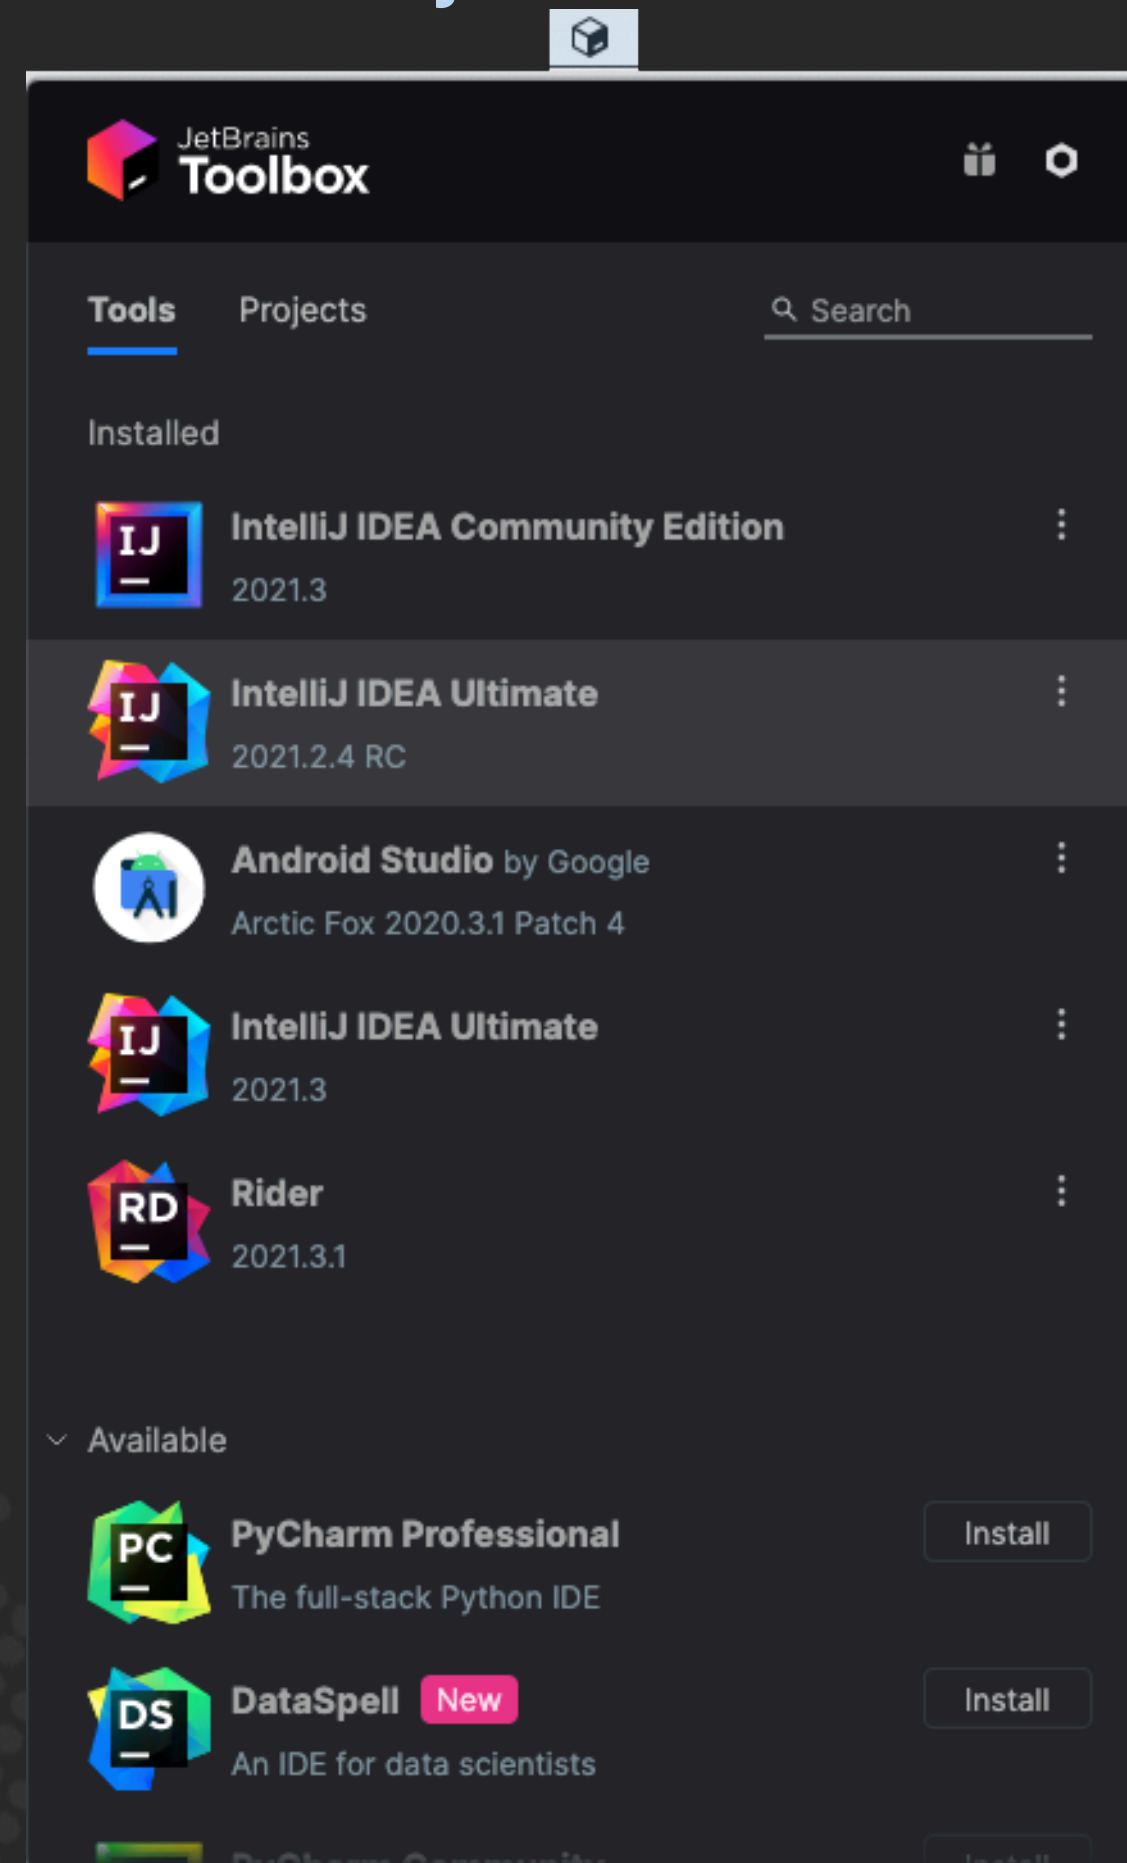 JetBrains
Toolbox
Tools Projects Search
Installed
IJ
IntelliJ IDEA Community Edition
2021.3
IJ
IntelliJ IDEA Ultimate
2021.2.4 RC
Android Studio by Google
Arctic Fox 2020.3.1 Patch 4
IJ
IntelliJ IDEA Ultimate
2021.3
RD
Rider
2021.3.1
Available
PC
PyCharm Professional Install
The full-stack Python IDE
DS
DataSpell New Install
An IDE for data scientists
PyCharm Community Install